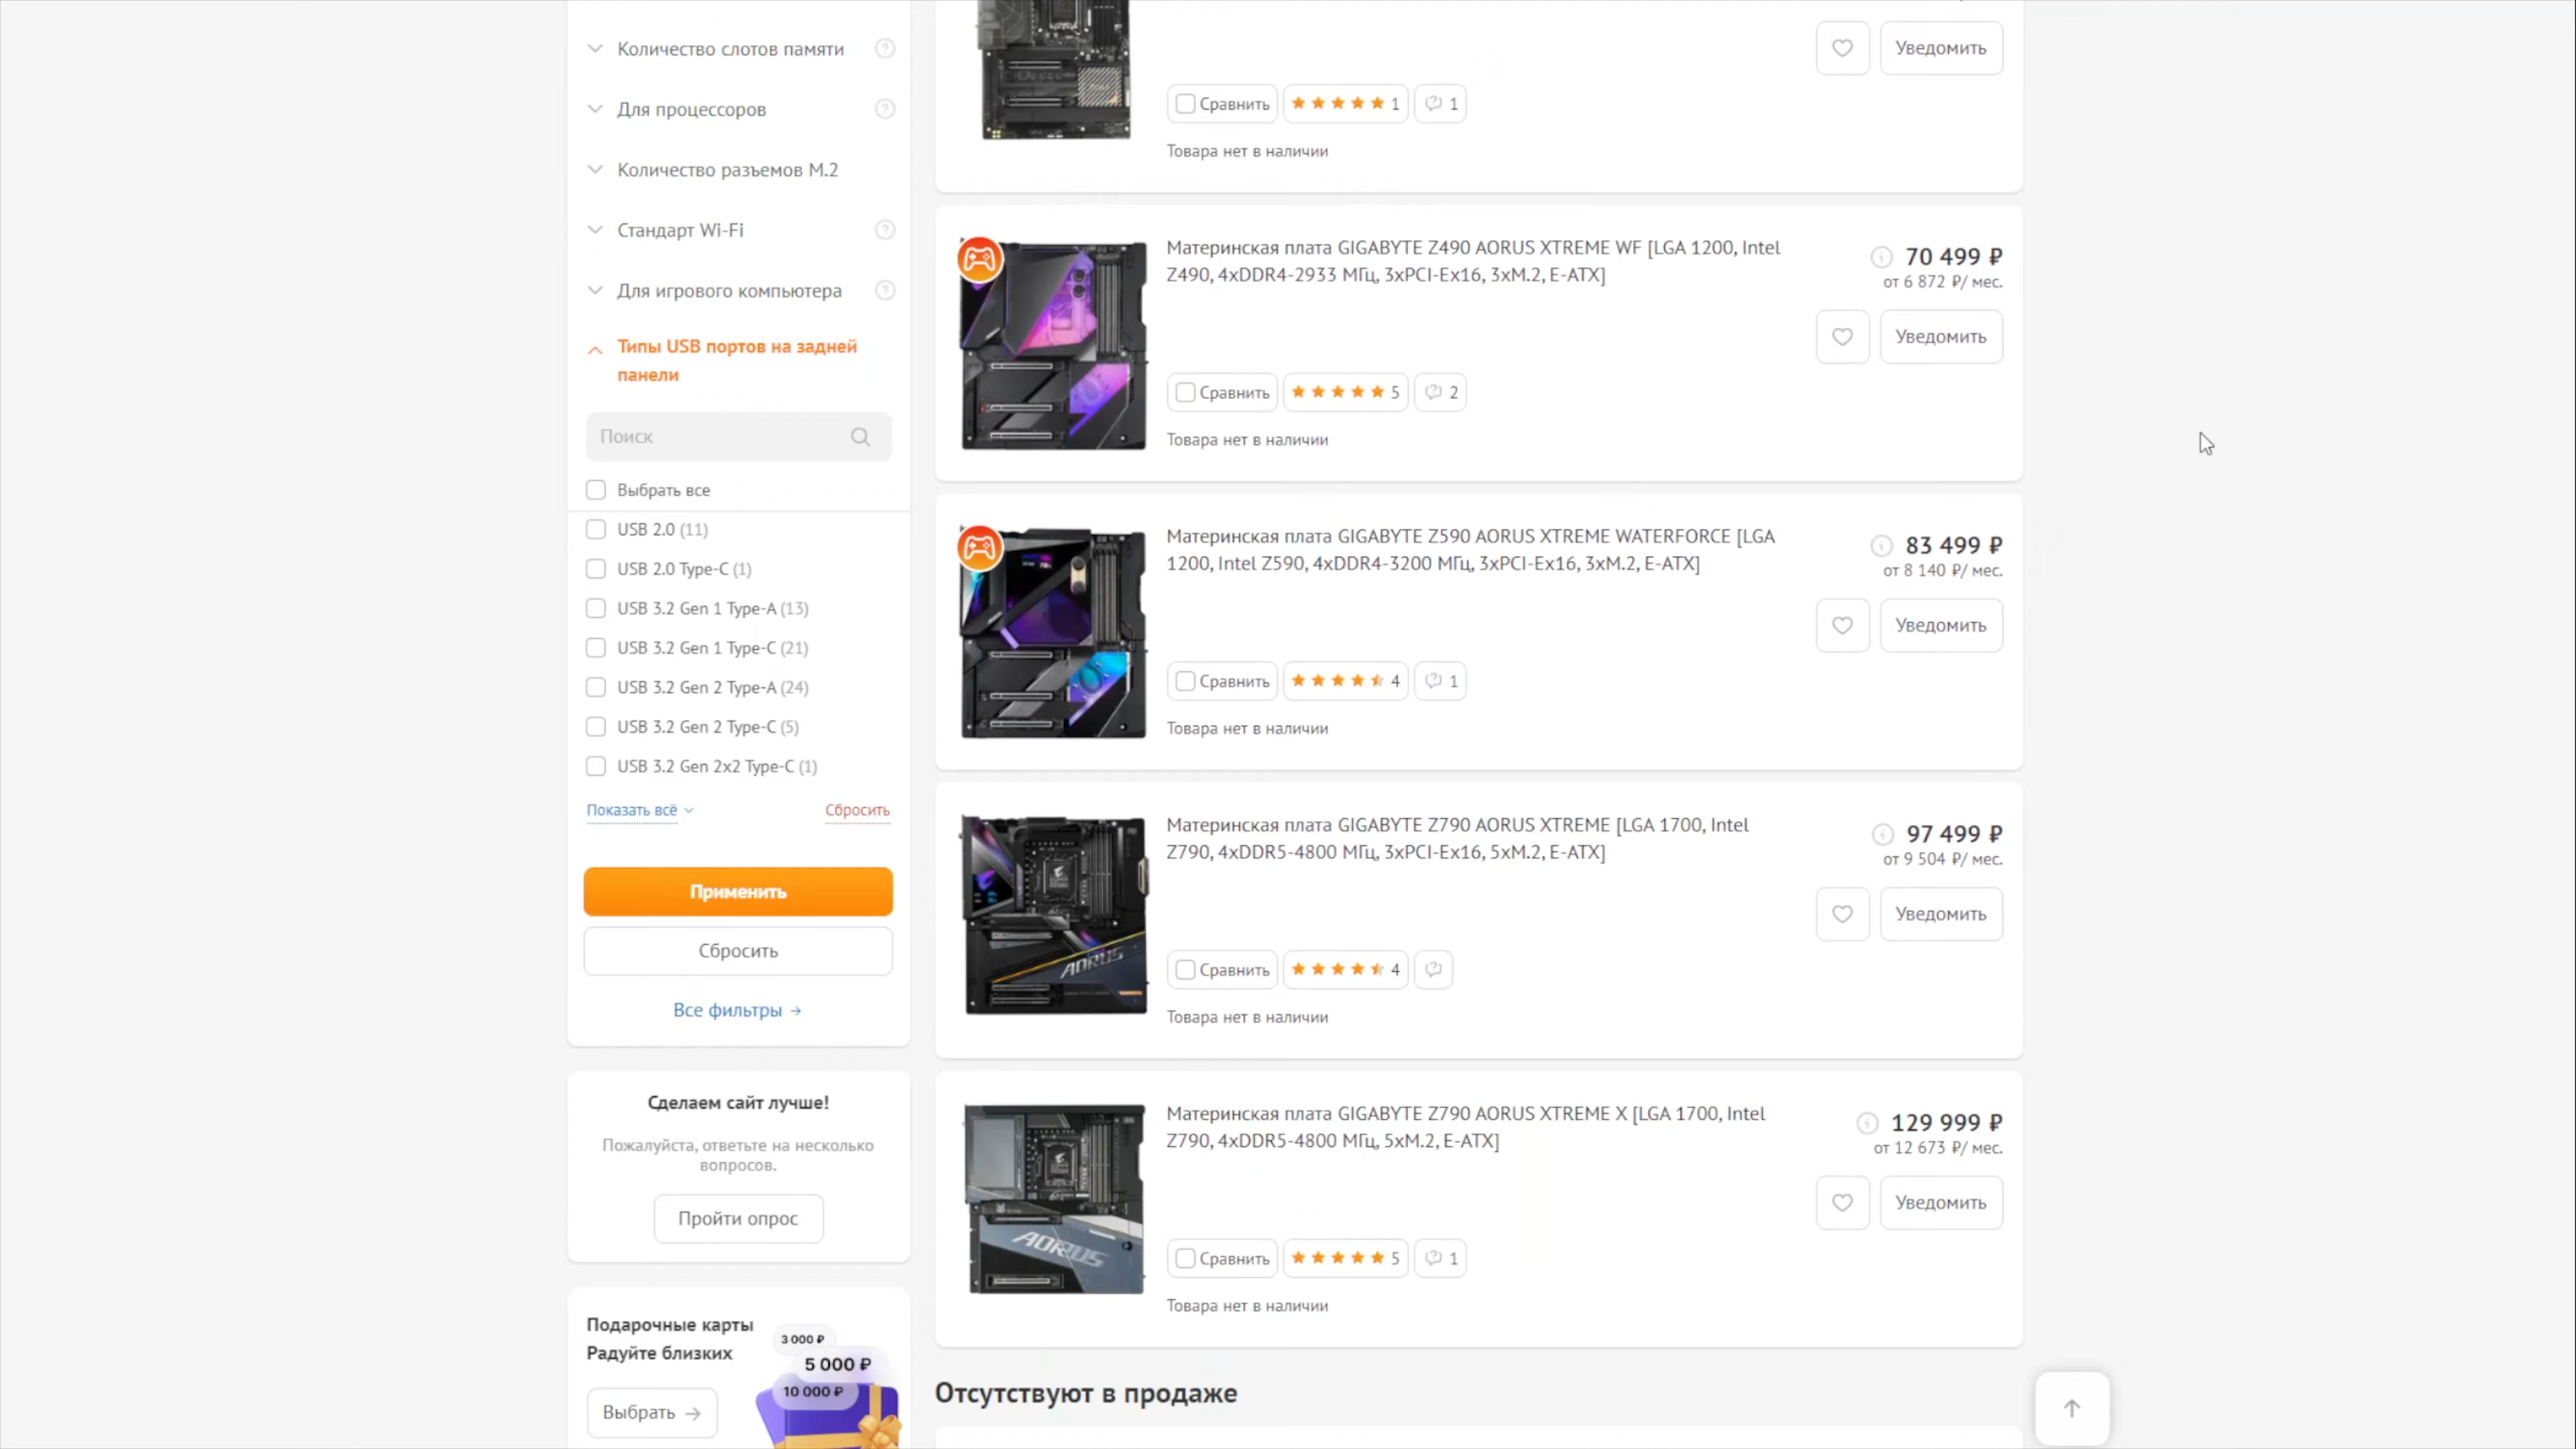 Количество слотов памяти
Для процессоров
Количество разъемов M.2
Стандарт Wi-Fi
Для игрового компьютера
Типы USB портов на задней
панели
Поиск
Выбрать все
USB 2.0 (11)
USB 2.0 Type-C (1)
USB 3.2 Gen 1 Type-A (13)
USB 3.2 Gen 1 Type-C (21)
USB 3.2 Gen 2 Type-A (24)
USB 3.2 Gen 2 Type-C (5)
USB 3.2 Gen 2x2 Type-C (1)
Показать всё
Сбросить
Применить
Сбросить
Все фильтры →
Сделаем сайт лучше!
Пожалуйста, ответьте на несколько
вопросов.
Пройти опрос
Подарочные карты
Радуйте близких
3 000 ₽
5 000 ₽
10 000 ₽
Выбрать →
Уведомить
Сравнить
1
1
Товара нет в наличии
Материнская плата GIGABYTE Z490 AORUS XTREME WF [LGA 1200, Intel
Z490, 4xDDR4-2933 МГц, 3xPCI-Ex16, 3xM.2, E-ATX]
70 499 ₽
от 6 872 ₽/ мес.
Уведомить
Сравнить
5
2
Товара нет в наличии
Материнская плата GIGABYTE Z590 AORUS XTREME WATERFORCE [LGA
1200, Intel Z590, 4xDDR4-3200 МГц, 3xPCI-Ex16, 3xM.2, E-ATX]
83 499 ₽
от 8 140 ₽/ мес.
Уведомить
Сравнить
4
1
Товара нет в наличии
AORUS
Материнская плата GIGABYTE Z790 AORUS XTREME [LGA 1700, Intel
Z790, 4xDDR5-4800 МГц, 3xPCI-Ex16, 5xM.2, E-ATX]
97 499 ₽
от 9 504 ₽/ мес.
Уведомить
Сравнить
4
Товара нет в наличии
AORUS
Материнская плата GIGABYTE Z790 AORUS XTREME X [LGA 1700, Intel
Z790, 4xDDR5-4800 МГц, 5xM.2, E-ATX]
129 999 ₽
от 12 673 ₽/ мес.
Уведомить
Сравнить
5
1
Товара нет в наличии
Отсутствуют в продаже